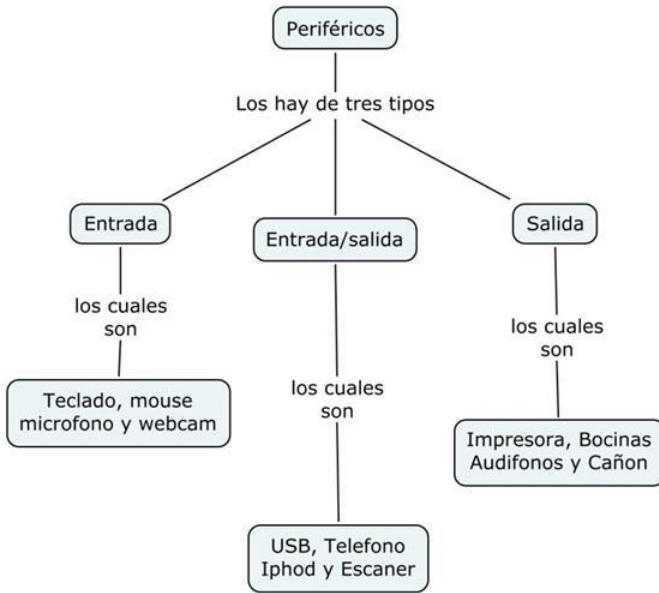 Periféricos
Los hay de tres tipos
Entrada
los cuales
son
Teclado, mouse
microfono y webcam
Entrada/salida
los cuales
son
USB, Telefono
Iphod y Escaner
Salida
los cuales
son
Impresora, Bocinas
Audifonos y Cañon